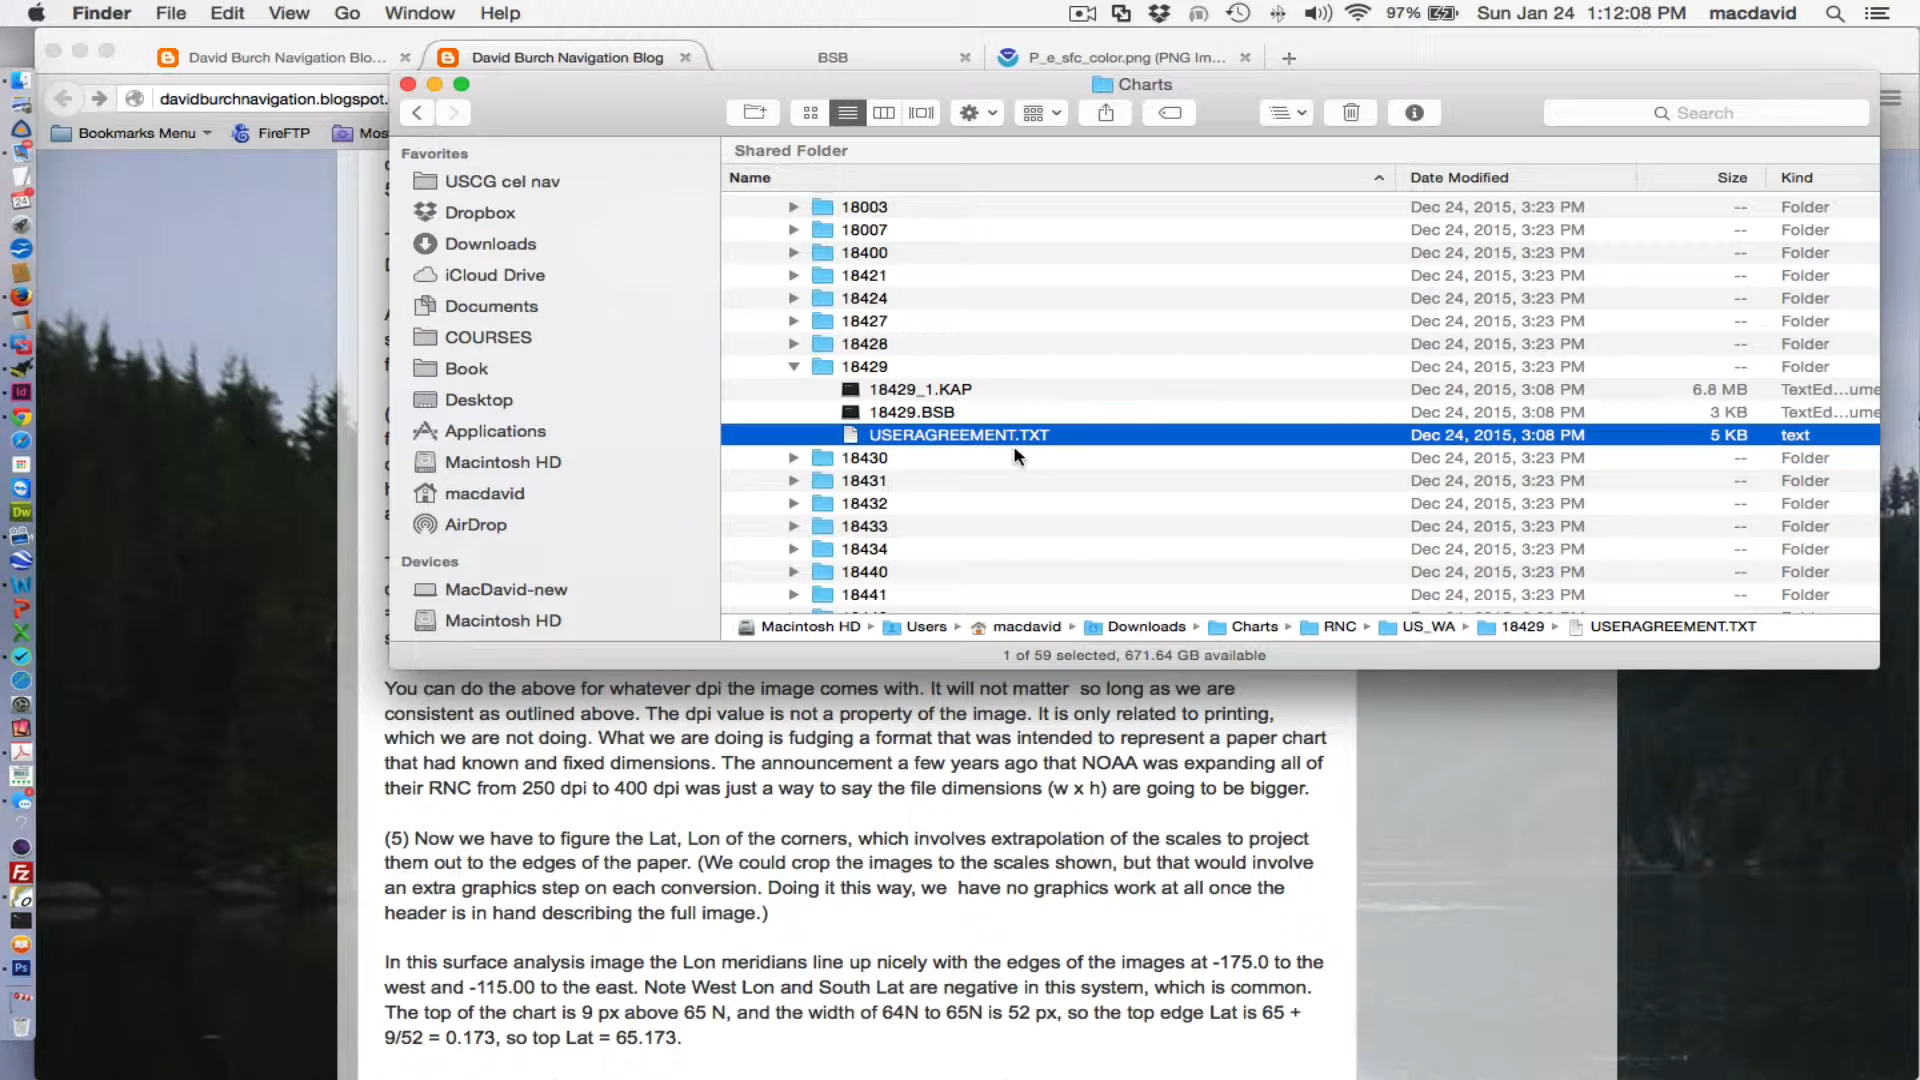 Finder File Edit View Go Window Help 97% Sun Jan 24 1:12:08 PM macdavid
David Burch Navigation Blo... David Burch Navigation Blog BSB P_e_sfc_color.png (PNG Im...
davidburchnavigation.blogspot.
Bookmarks Menu FireFTP Mos
Charts
Search
Shared Folder
Name Date Modified Size Kind
Favorites
USCG cel nav
Dropbox
Downloads
iCloud Drive
Documents
COURSES
Book
Desktop
Applications
Macintosh HD
macdavid
AirDrop
Devices
MacDavid-new
Macintosh HD
18003 Dec 24, 2015, 3:23 PM -- Folder
18007 Dec 24, 2015, 3:23 PM -- Folder
18400 Dec 24, 2015, 3:23 PM -- Folder
18421 Dec 24, 2015, 3:23 PM -- Folder
18424 Dec 24, 2015, 3:23 PM -- Folder
18427 Dec 24, 2015, 3:23 PM -- Folder
18428 Dec 24, 2015, 3:23 PM -- Folder
18429 Dec 24, 2015, 3:23 PM -- Folder
18429_1.KAP Dec 24, 2015, 3:08 PM 6.8 MB TextEd...ume
18429.BSB Dec 24, 2015, 3:08 PM 3 KB TextEd...ume
USERAGREEMENT.TXT Dec 24, 2015, 3:08 PM 5 KB text
18430 Dec 24, 2015, 3:23 PM -- Folder
18431 Dec 24, 2015, 3:23 PM -- Folder
18432 Dec 24, 2015, 3:23 PM -- Folder
18433 Dec 24, 2015, 3:23 PM -- Folder
18434 Dec 24, 2015, 3:23 PM -- Folder
18440 Dec 24, 2015, 3:23 PM -- Folder
18441 Dec 24, 2015, 3:23 PM -- Folder
Macintosh HD Users macdavid Downloads Charts RNC US_WA 18429 USERAGREEMENT.TXT
1 of 59 selected, 671.64 GB available
You can do the above for whatever dpi the image comes with. It will not matter so long as we are
consistent as outlined above. The dpi value is not a property of the image. It is only related to printing,
which we are not doing. What we are doing is fudging a format that was intended to represent a paper chart
that had known and fixed dimensions. The announcement a few years ago that NOAA was expanding all of
their RNC from 250 dpi to 400 dpi was just a way to say the file dimensions (w x h) are going to be bigger.
(5) Now we have to figure the Lat, Lon of the corners, which involves extrapolation of the scales to project
them out to the edges of the paper. (We could crop the images to the scales shown, but that would involve
an extra graphics step on each conversion. Doing it this way, we have no graphics work at all once the
header is in hand describing the full image.)
In this surface analysis image the Lon meridians line up nicely with the edges of the images at -175.0 to the
west and -115.00 to the east. Note West Lon and South Lat are negative in this system, which is common.
The top of the chart is 9 px above 65 N, and the width of 64N to 65N is 52 px, so the top edge Lat is 65 +
9/52 = 0.173, so top Lat = 65.173.